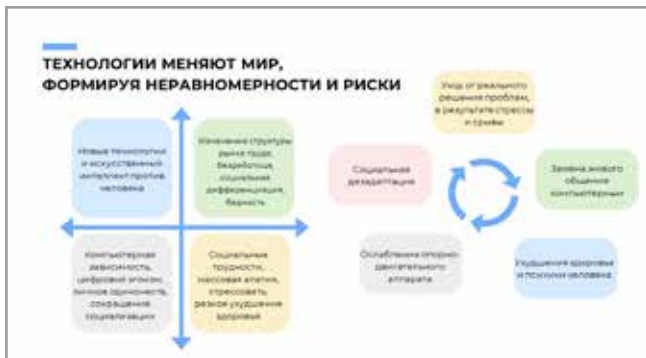 ТЕХНОЛОГИИ МЕНЯЮТ МИР,
ФОРМИРУЯ НЕРАВНОМЕРНОСТИ И РИСКИ
Новые технологии
и искусственный
интеллект против
человека
Изменение структуры
рынка труда,
безработица,
социальная
дифференциация,
бедность
Компьютерная
зависимость,
цифровой эгоизм,
личное одиночество,
сокращение
социализации
Социальные
трудности,
массовая апатия,
резкое ухудшение
здоровья
Уход от реального
решения проблем,
в результате стрессы
и срывы
Социальная
дезадаптация
Замена живого
общения
компьютерным
Ослабление опорно-
двигательного
аппарата
Ухудшения здоровья
и психики человека